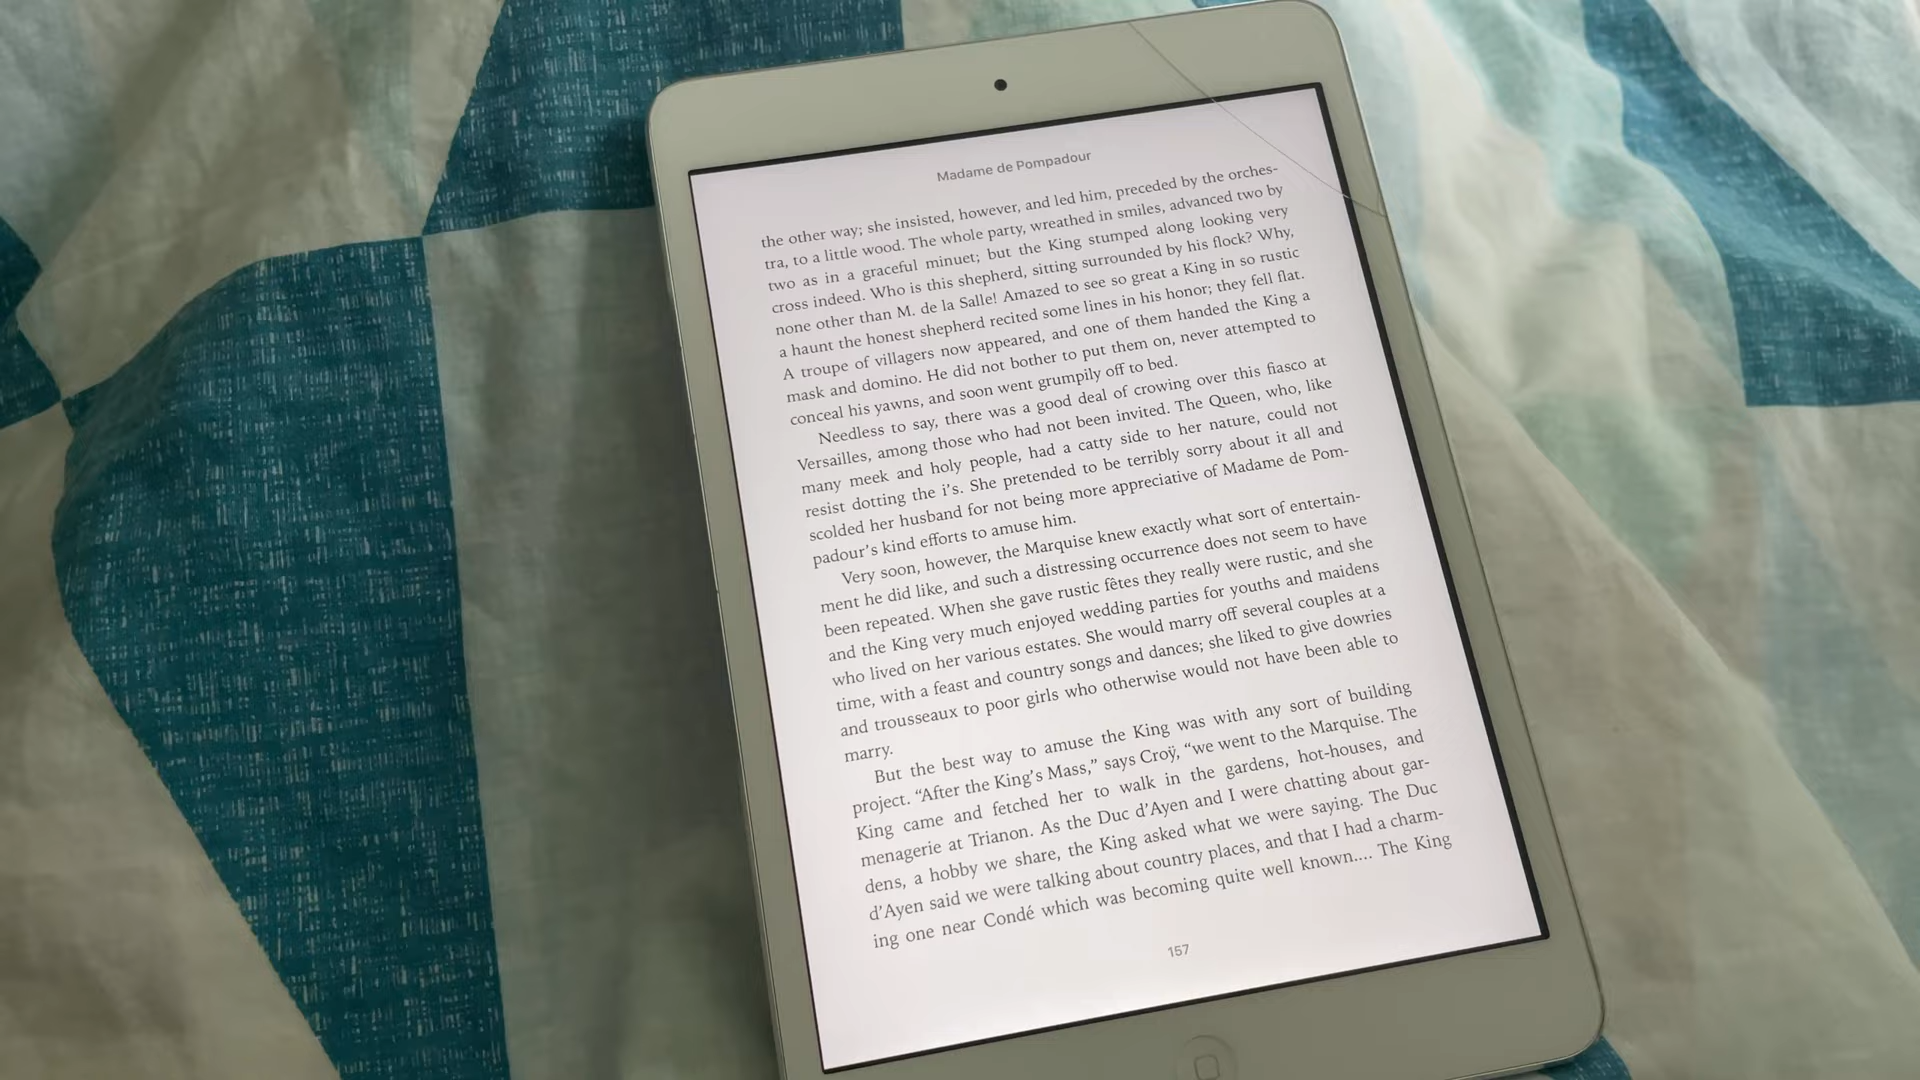 Madame de Pompadour
the other way; she insisted, however, and led him, preceded by the orches-
tra, to a little wood. The whole party, wreathed in smiles, advanced two by
two as in a graceful minuet; but the King stumped along looking very
cross indeed. Who is this shepherd, sitting surrounded by his flock? Why,
none other than M. de la Salle! Amazed to see so great a King in so rustic
a haunt the honest shepherd recited some lines in his honor; they fell flat.
A troupe of villagers now appeared, and one of them handed the King a
mask and domino. He did not bother to put them on, never attempted to
conceal his yawns, and soon went grumpily off to bed.
Needless to say, there was a good deal of crowing over this fiasco at
Versailles, among those who had not been invited. The Queen, who, like
many meek and holy people, had a catty side to her nature, could not
resist dotting the i's. She pretended to be terribly sorry about it all and
scolded her husband for not being more appreciative of Madame de Pom-
padour's kind efforts to amuse him.
Very soon, however, the Marquise knew exactly what sort of entertain-
ment he did like, and such a distressing occurrence does not seem to have
been repeated. When she gave rustic fêtes they really were rustic, and she
and the King very much enjoyed wedding parties for youths and maidens
who lived on her various estates. She would marry off several couples at a
time, with a feast and country songs and dances; she liked to give dowries
and trousseaux to poor girls who otherwise would not have been able to
marry.
But the best way to amuse the King was with any sort of building
project. “After the King's Mass,” says Croÿ, “we went to the Marquise. The
King came and fetched her to walk in the gardens, hot-houses, and
menagerie at Trianon. As the Duc d'Ayen and I were chatting about gar-
dens, a hobby we share, the King asked what we were saying. The Duc
d'Ayen said we were talking about country places, and that I had a charm-
ing one near Condé which was becoming quite well known.... The King
157